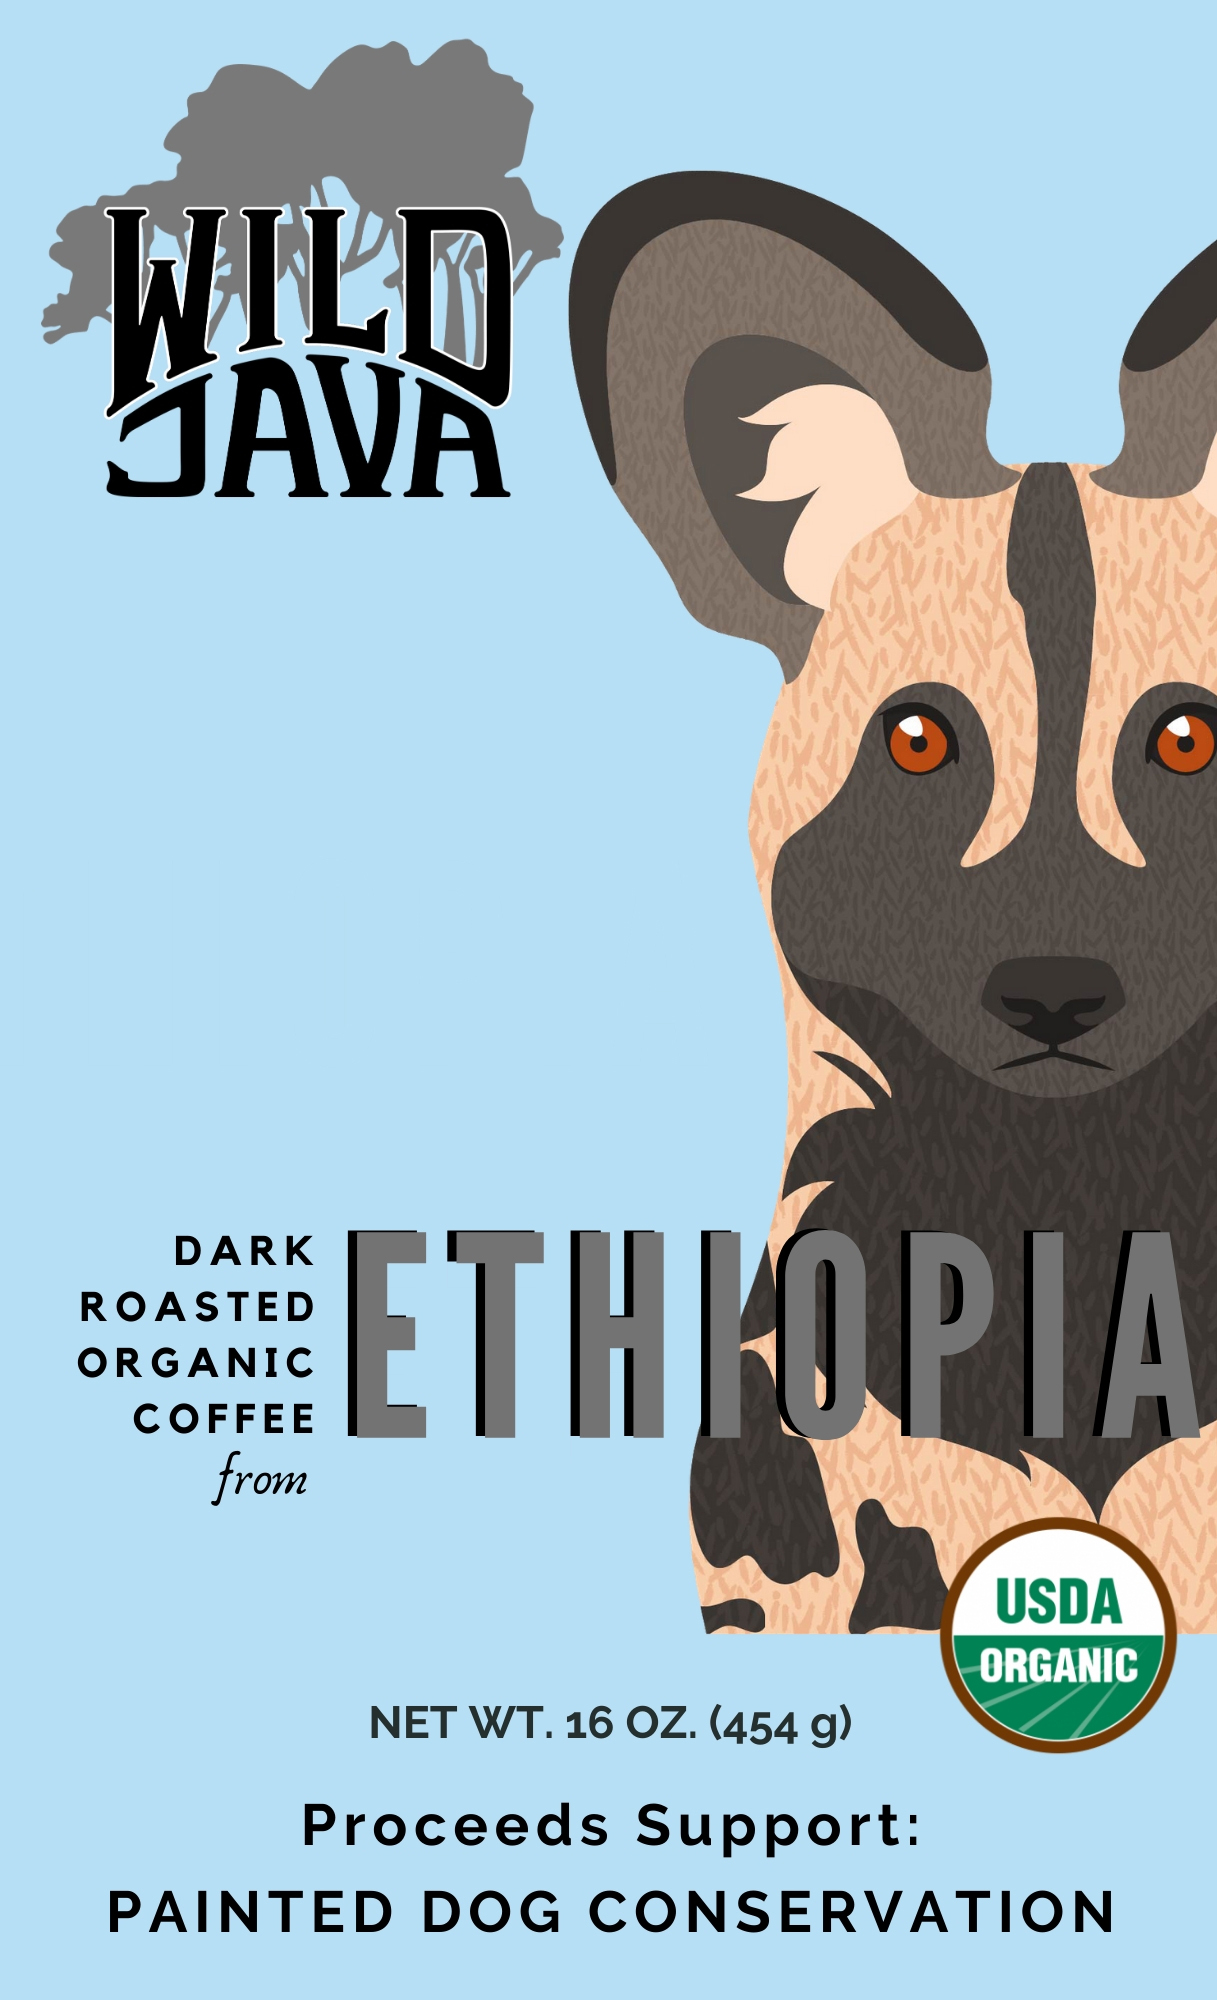 WILD
JAVA
DARK
ROASTED
ORGANIC
COFFEE
from
ETHIOPIA
USDA
ORGANIC
NET WT. 16 OZ. (454 g)
Proceeds Support:
PAINTED DOG CONSERVATION